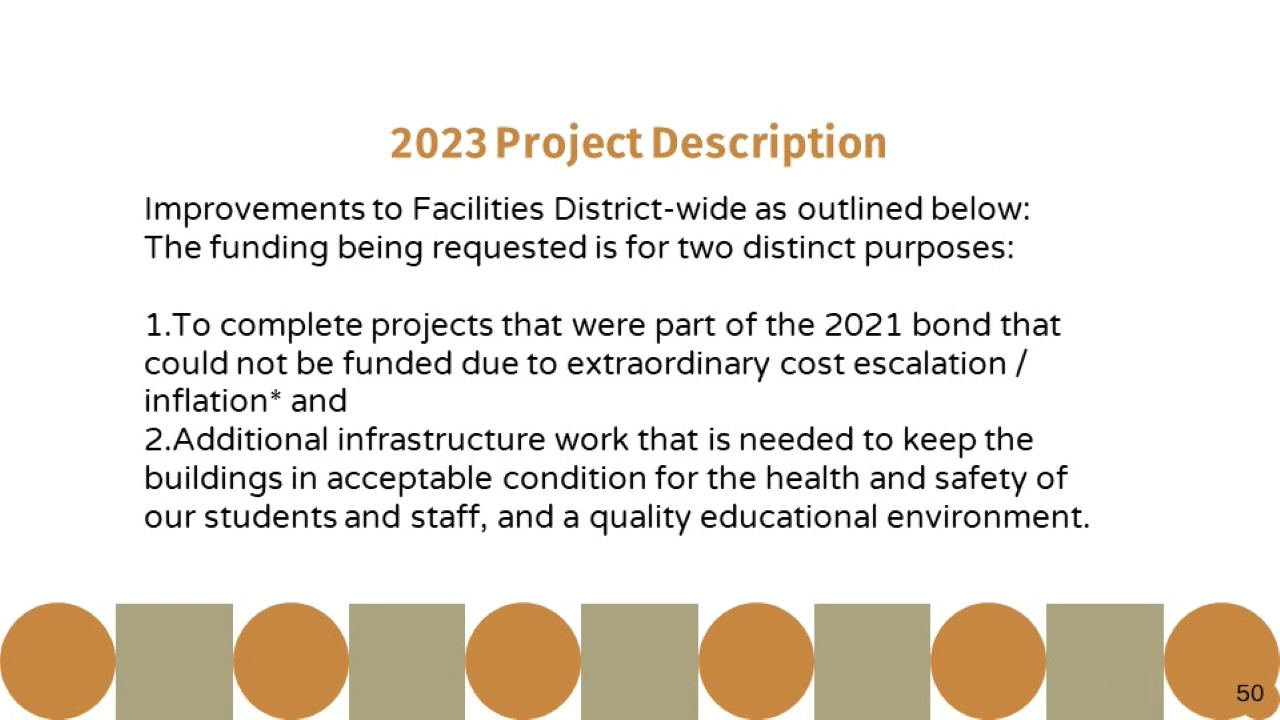 2023 Project Description
Improvements to Facilities District-wide as outlined below:
The funding being requested is for two distinct purposes:
1.To complete projects that were part of the 2021 bond that
could not be funded due to extraordinary cost escalation /
inflation* and
2.Additional infrastructure work that is needed to keep the
buildings in acceptable condition for the health and safety of
our students and staff, and a quality educational environment.
50